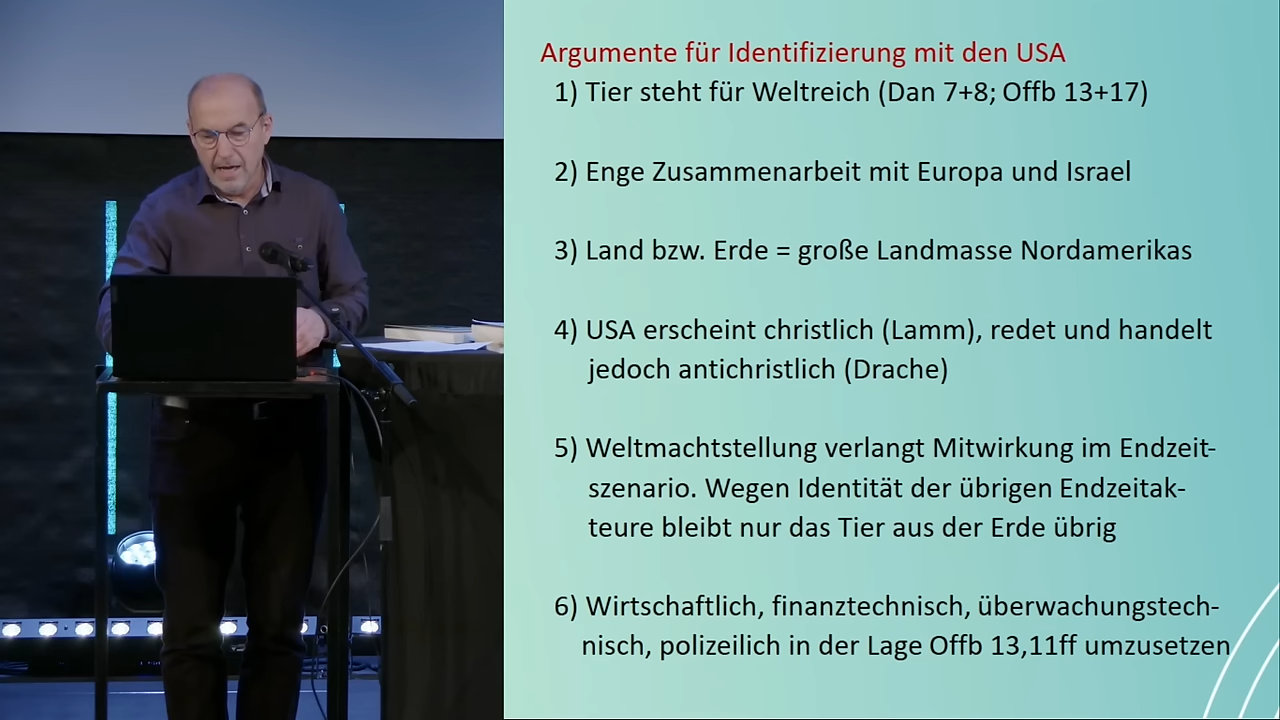 Argumente für Identifizierung mit den USA
1) Tier steht für Weltreich (Dan 7+8; Offb 13+17)
2) Enge Zusammenarbeit mit Europa und Israel
3) Land bzw. Erde = große Landmasse Nordamerikas
4) USA erscheint christlich (Lamm), redet und handelt
jedoch antichristlich (Drache)
5) Weltmachtstellung verlangt Mitwirkung im Endzeit-
szenario. Wegen Identität der übrigen Endzeitak-
teure bleibt nur das Tier aus der Erde übrig
6) Wirtschaftlich, finanztechnisch, überwachungstech-
nisch, polizeilich in der Lage Offb 13,11ff umzusetzen